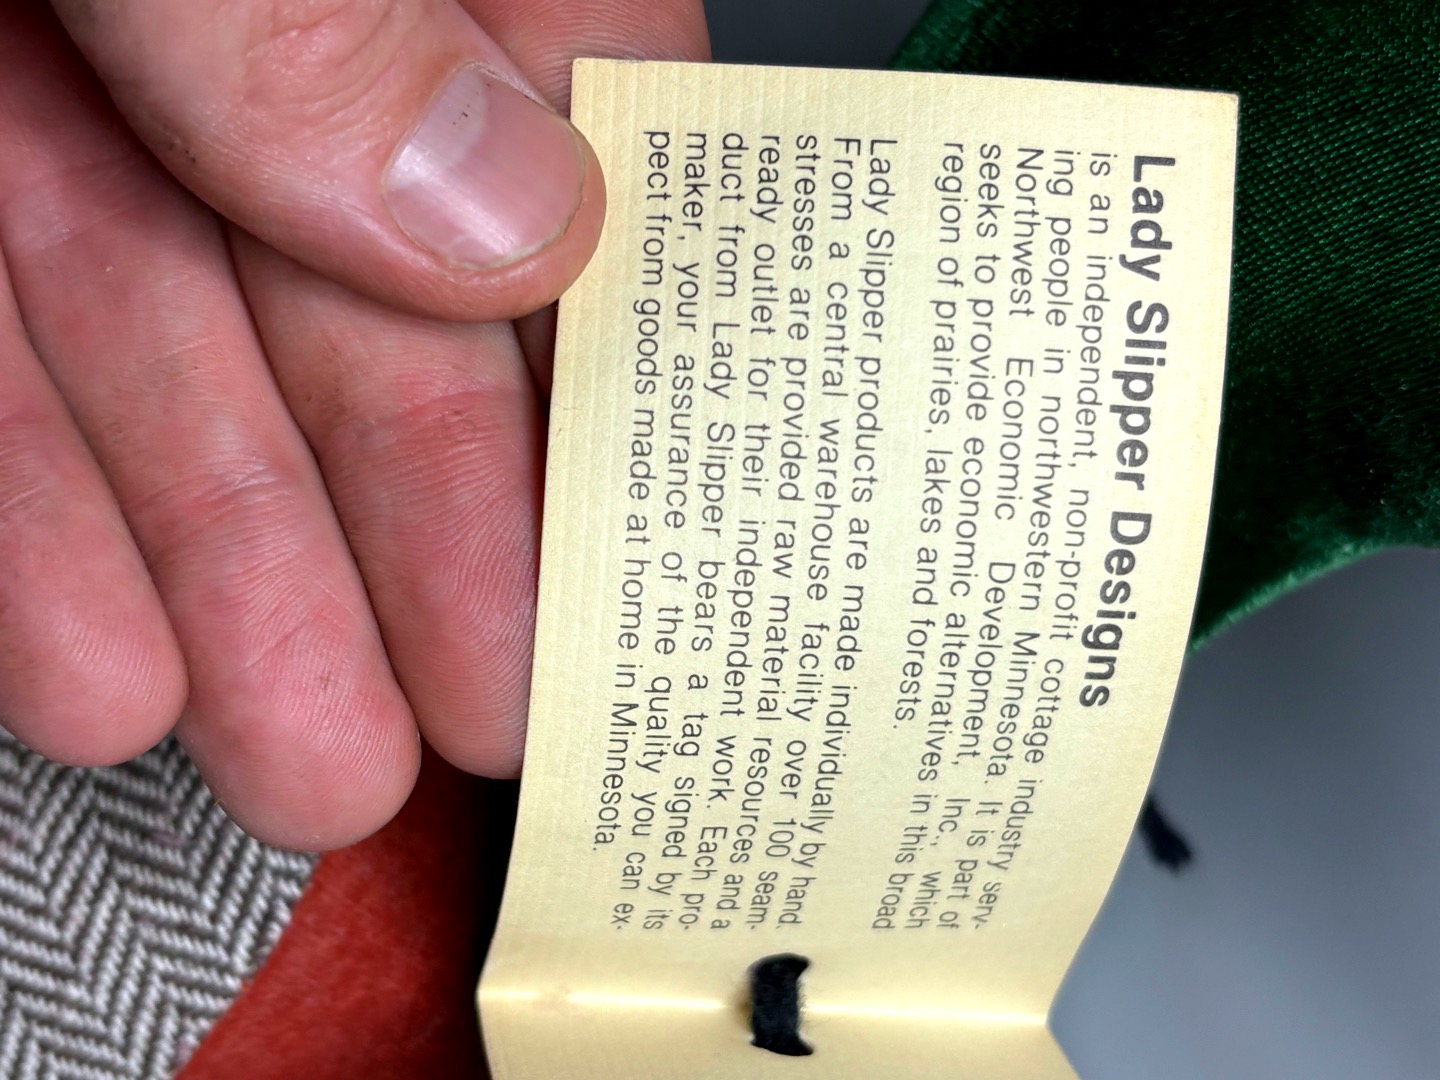 Lady Slipper Designs
is an independent, non-profit cottage industry serv-
ing people in northwestern Minnesota. It is part of
Northwest Economic Development, Inc., which
seeks to provide economic alternatives in this broad
region of prairies, lakes and forests.
Lady Slipper products are made individually by hand.
From a central warehouse facility over 100 seam-
stresses are provided raw material resources and a
ready outlet for their independent work. Each pro-
duct from Lady Slipper bears a tag signed by its
maker, your assurance of the quality you can ex-
pect from goods made at home in Minnesota.